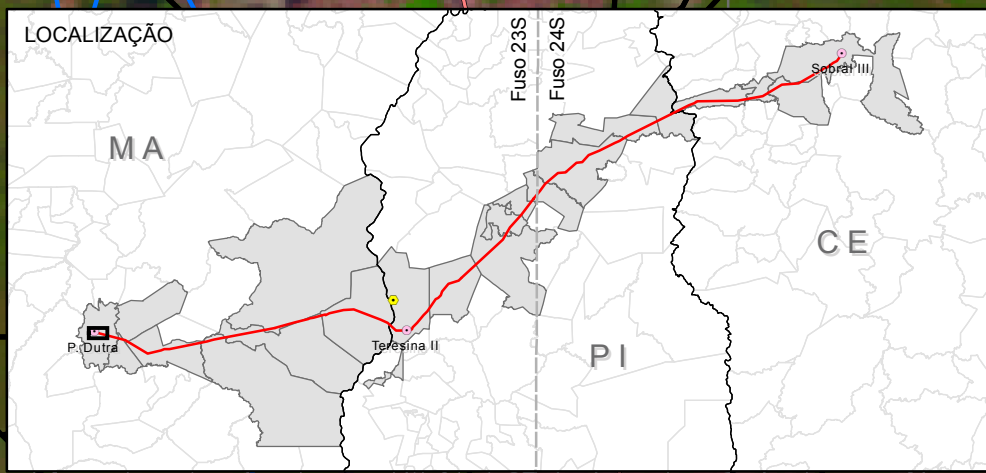 LOCALIZAÇÃO
Fuso 23S
Fuso 24S
Sobral III
MA
CE
P. Dutra
Teresina II
PI